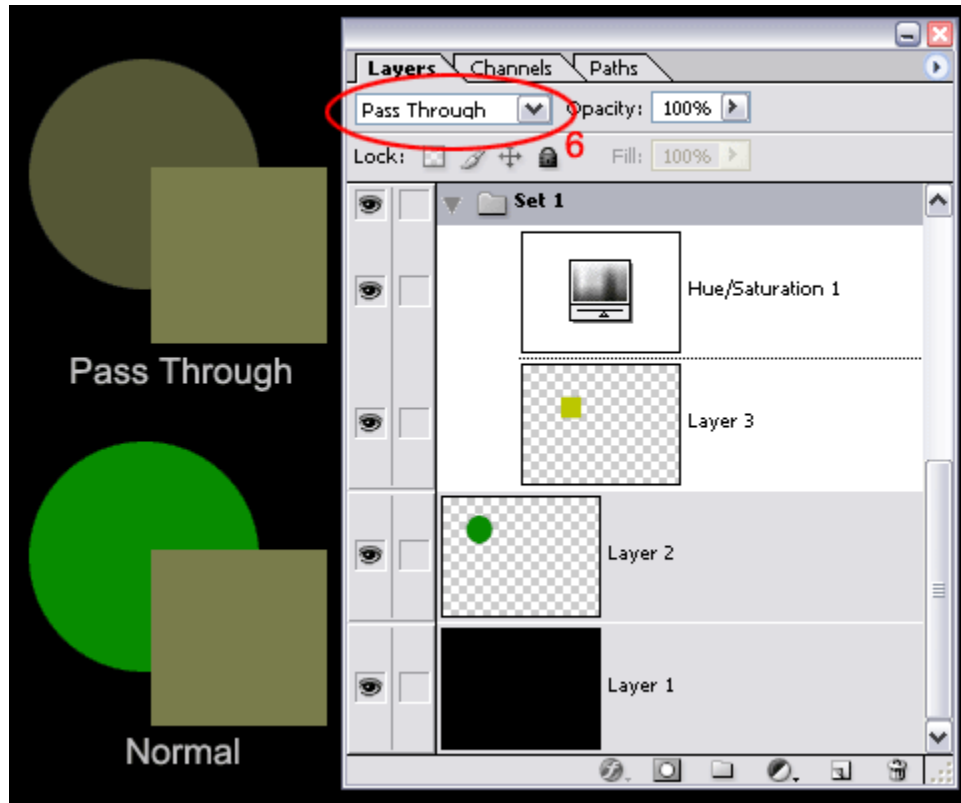 Pass Through
Normal
Layers Channels Paths
Pass Through Opacity: 100%
6
Lock: Fill: 100%
Set 1
Hue/Saturation 1
Layer 3
Layer 2
Layer 1